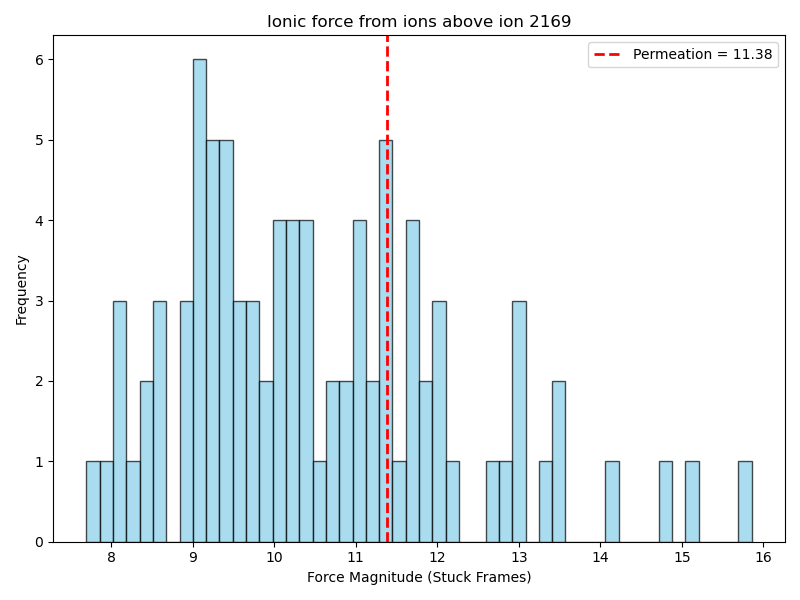 Ionic force from ions above ion 2169
Permeation = 11.38
6
5
4
3
2
1
0
Frequency
8 9 10 11 12 13 14 15 16
Force Magnitude (Stuck Frames)